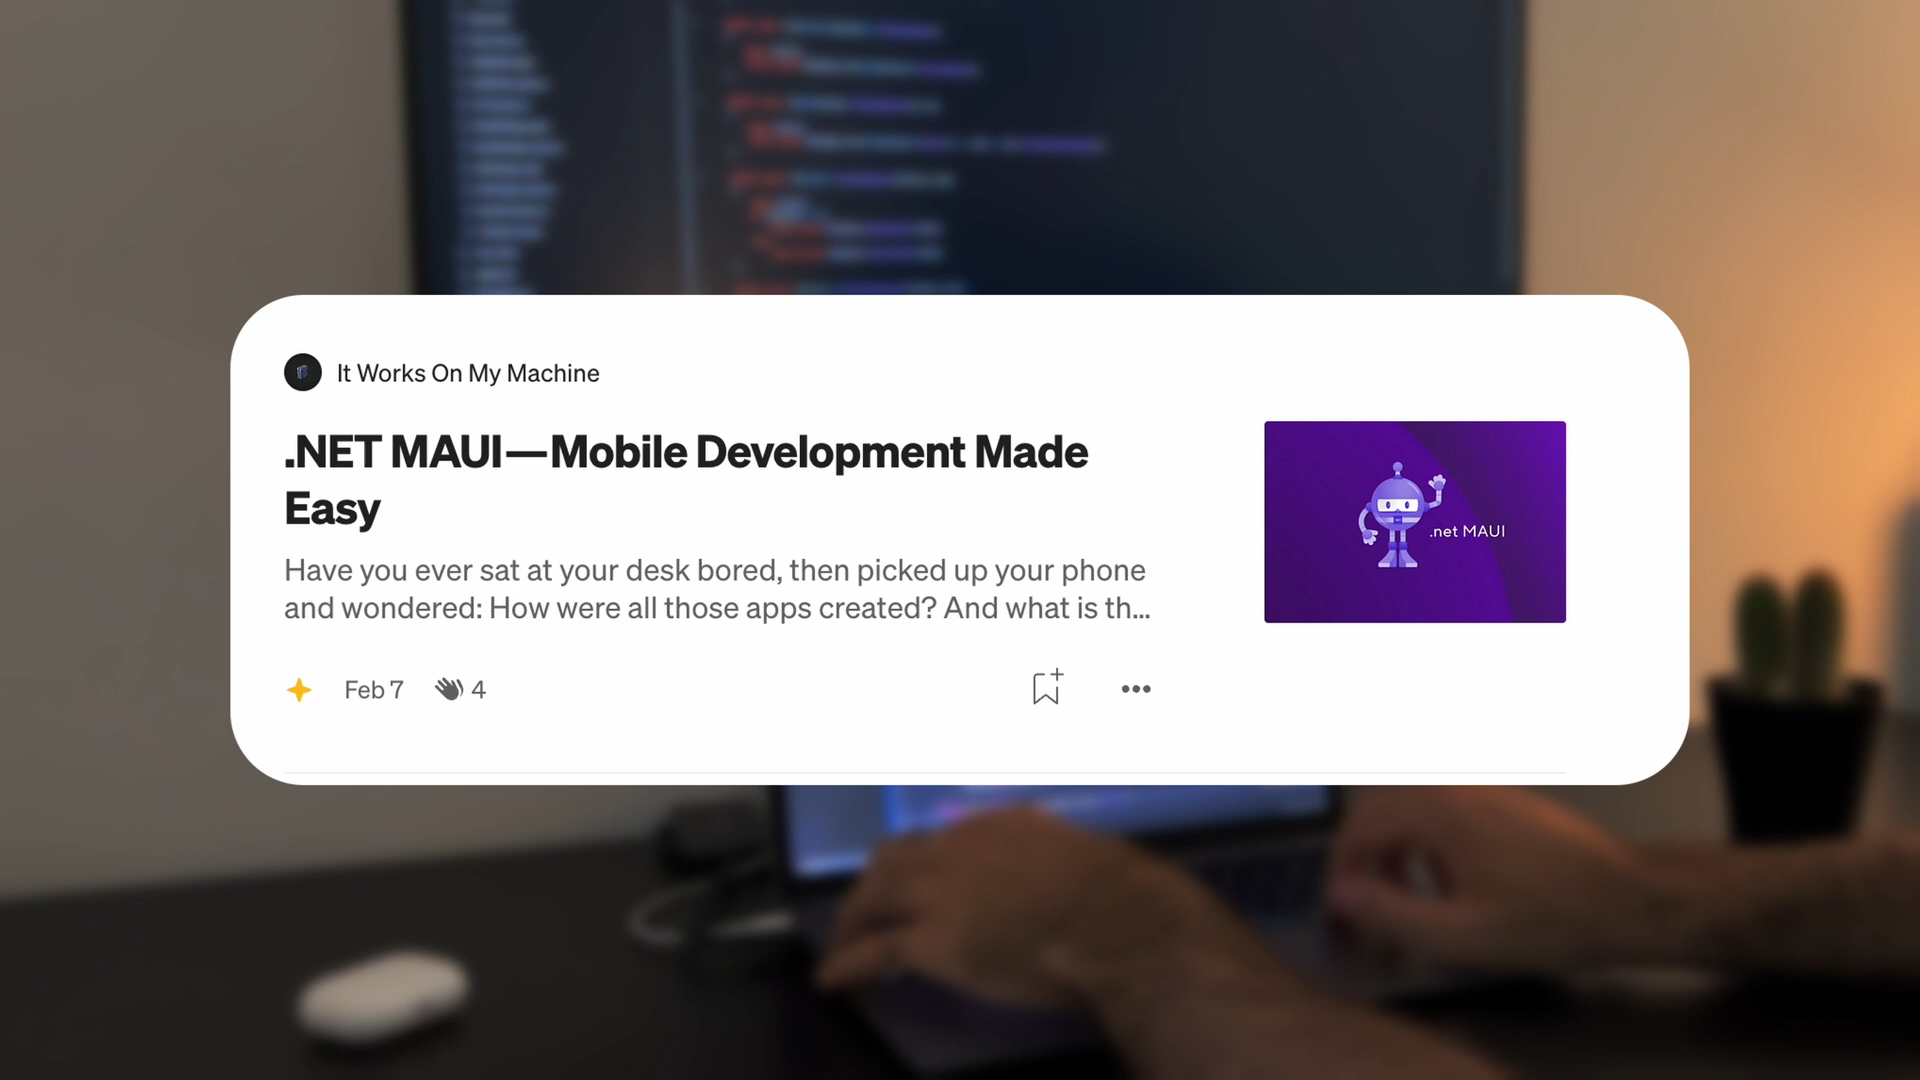 It Works On My Machine
.NET MAUI—Mobile Development Made
Easy
Have you ever sat at your desk bored, then picked up your phone
and wondered: How were all those apps created? And what is th...
.net MAUI
Feb 7
4